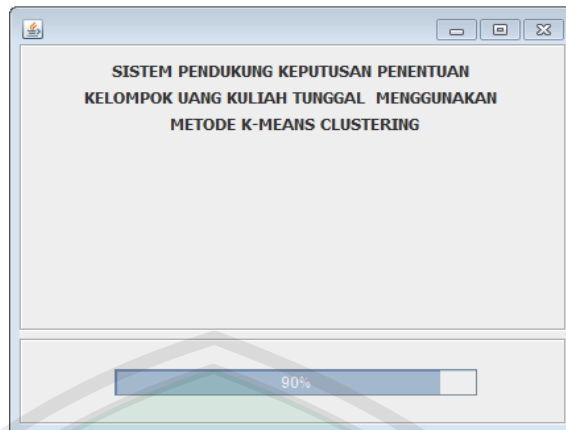 SISTEM PENDUKUNG KEPUTUSAN PENENTUAN
KELOMPOK UANG KULIAH TUNGGAL MENGGUNAKAN
METODE K-MEANS CLUSTERING
90%